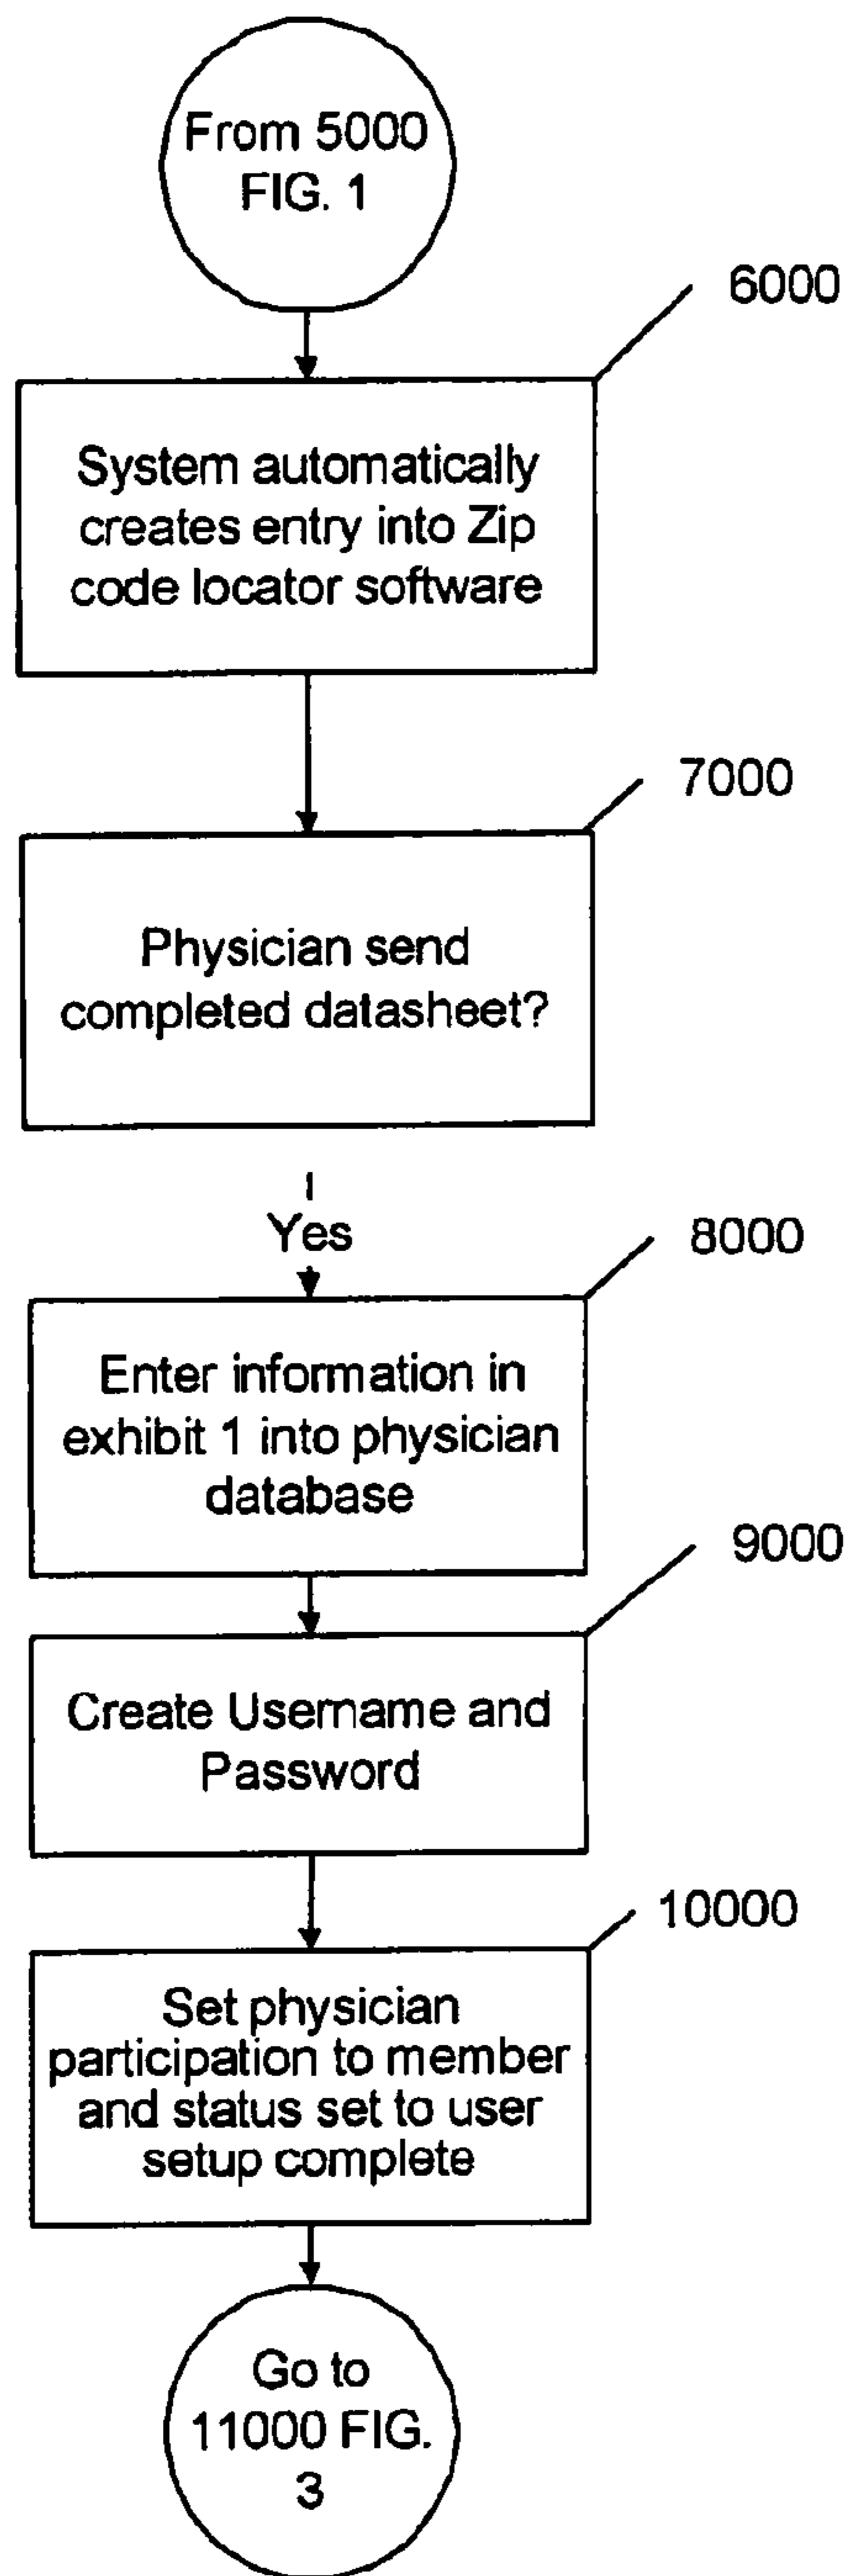 From 5000
FIG. 1
6000
System automatically
creates entry into Zip
code locator software
7000
Physician send
completed datasheet?
Yes
8000
Enter information in
exhibit 1 into physician
database
9000
Create Username and
Password
10000
Set physician
participation to member
and status set to user
setup complete
Go to
11000 FIG.
3